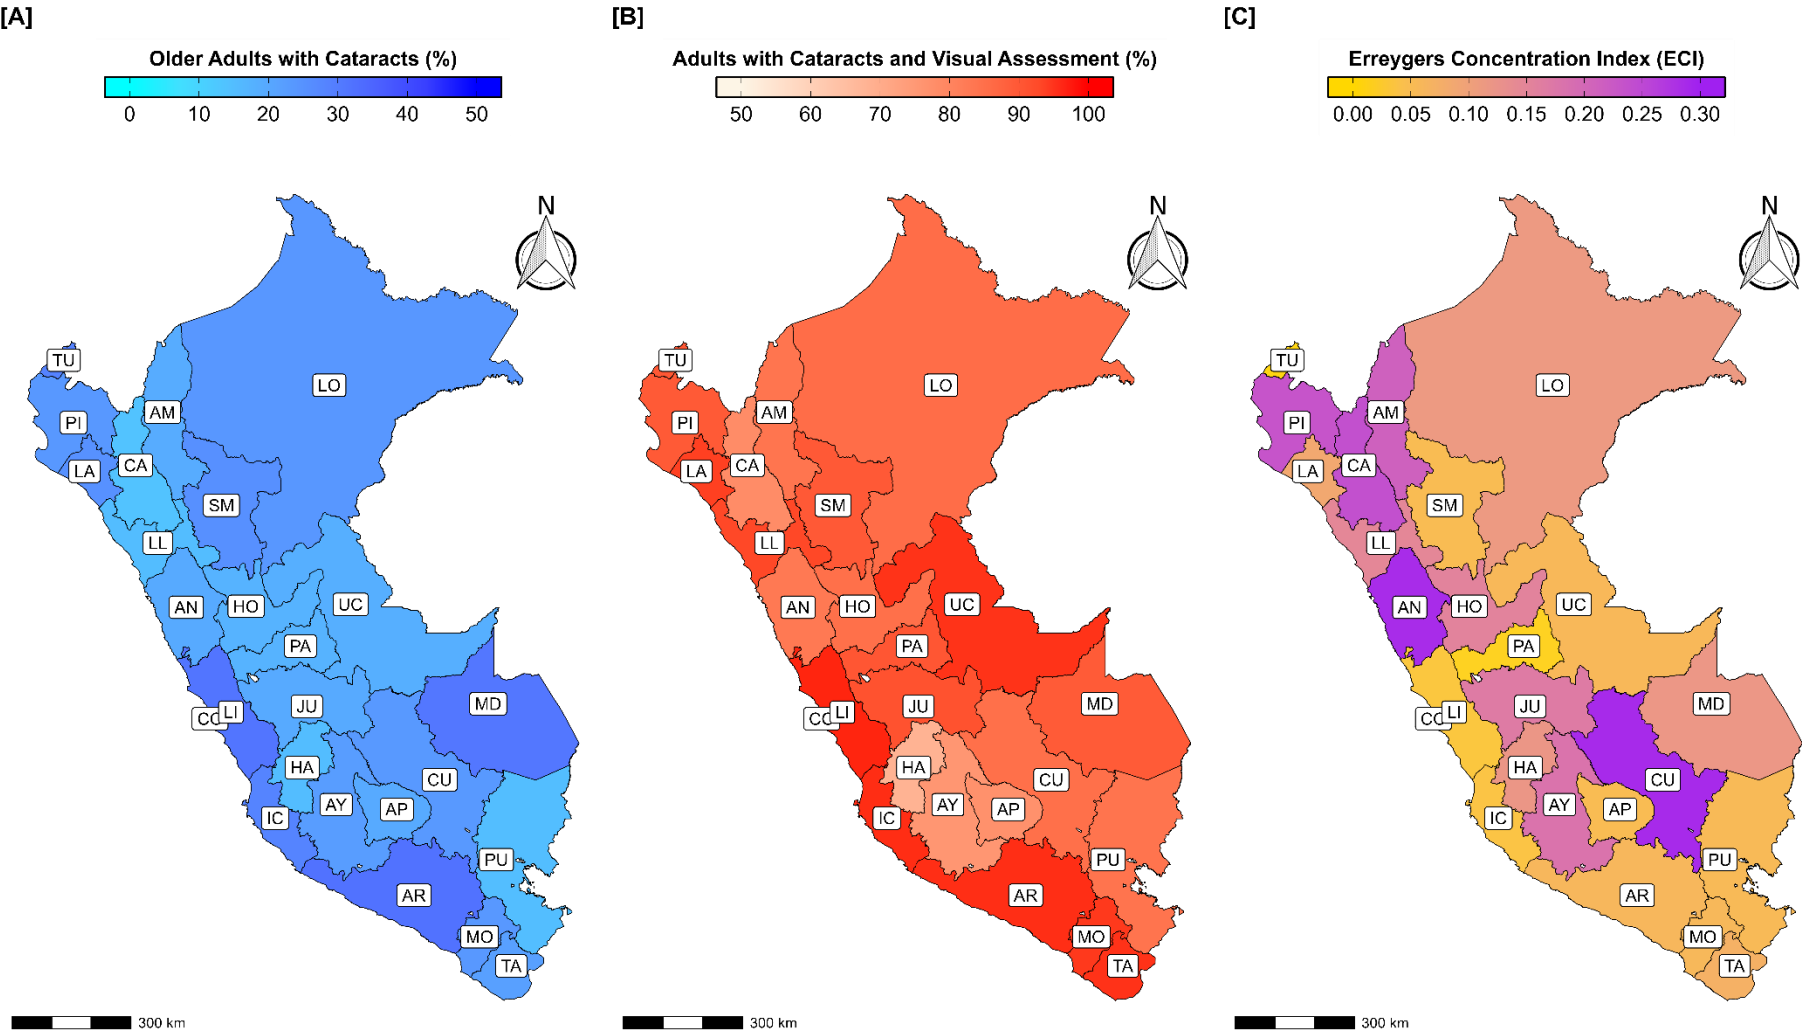 [A]
[B]
[C]
Older Adults with Cataracts (%)
0 10 20 30 40 50
Adults with Cataracts and Visual Assessment (%)
50 60 70 80 90 100
Erreygers Concentration Index (ECI)
0.00 0.05 0.10 0.15 0.20 0.25 0.30
N
TU
LO
PI
AM
LA
CA
SM
LL
AN
HO
UC
PA
MD
JU
CO
LI
HA
CU
AY
AP
IC
PU
AR
MO
TA
300 km
N
TU
LO
PI
AM
LA
CA
SM
LL
AN
HO
UC
PA
MD
JU
CO
LI
HA
CU
AY
AP
IC
PU
AR
MO
TA
300 km
N
TU
LO
PI
AM
LA
CA
SM
LL
AN
HO
UC
PA
MD
JU
CO
LI
HA
CU
AY
AP
IC
PU
AR
MO
TA
300 km